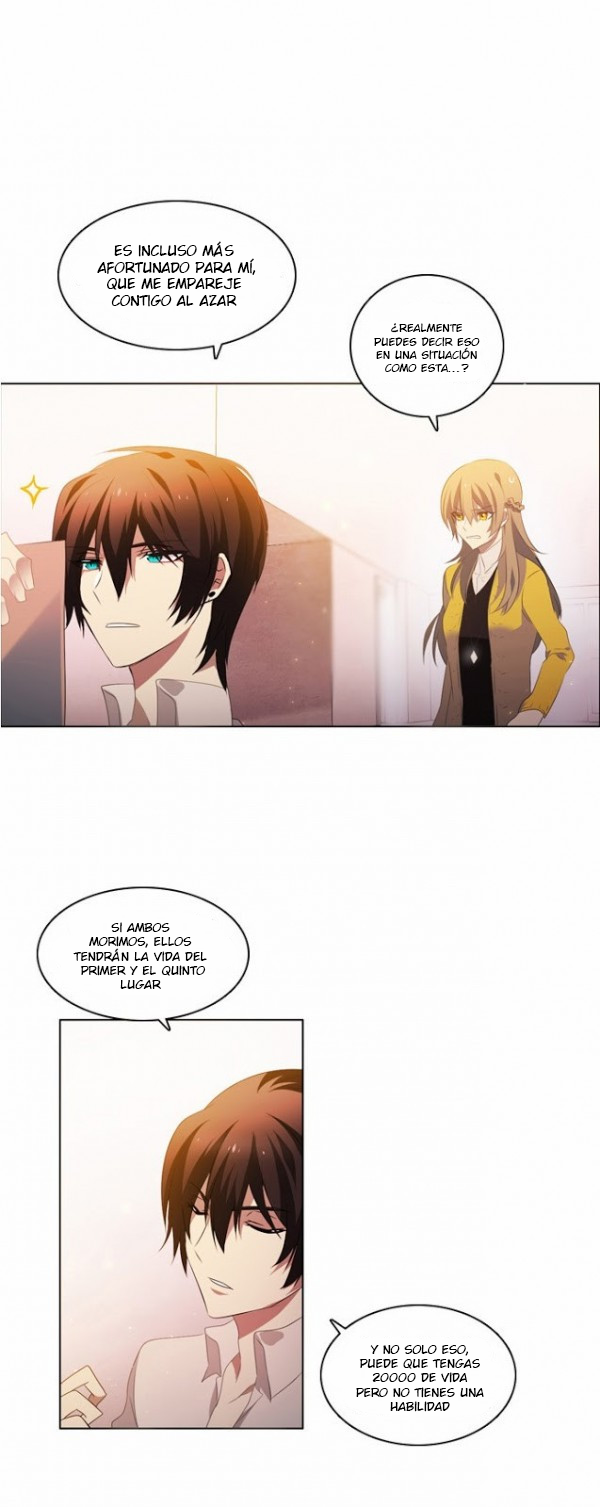 ES INCLUSO MÁS
AFORTUNADO PARA MÍ,
QUE ME EMPAREJE
CONTIGO AL AZAR
¿REALMENTE
PUEDES DECIR ESO
EN UNA SITUACIÓN
COMO ESTA...?
SI AMBOS
MORIMOS, ELLOS
TENDRÁN LA VIDA DEL
PRIMER Y EL QUINTO
LUGAR
Y NO SOLO ESO,
PUEDE QUE TENGAS
20000 DE VIDA
PERO NO TIENES UNA
HABILIDAD